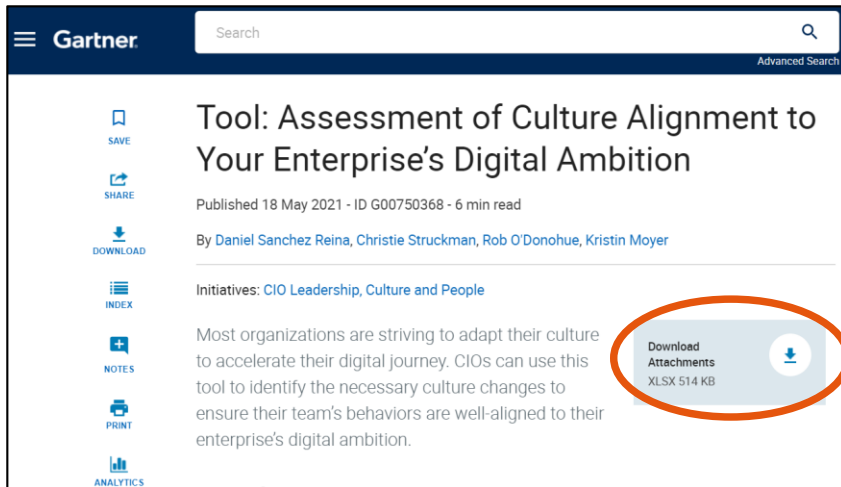 Gartner
Search
Advanced Search
SAVE
SHARE
DOWNLOAD
INDEX
NOTES
PRINT
ANALYTICS
Tool: Assessment of Culture Alignment to
Your Enterprise’s Digital Ambition
Published 18 May 2021 - ID G00750368 - 6 min read
By Daniel Sanchez Reina, Christie Struckman, Rob O'Donohue, Kristin Moyer
Initiatives: CIO Leadership, Culture and People
Most organizations are striving to adapt their culture
to accelerate their digital journey. CIOs can use this
tool to identify the necessary culture changes to
ensure their team’s behaviors are well-aligned to their
enterprise’s digital ambition.
Download
Attachments
XLSX 514 KB